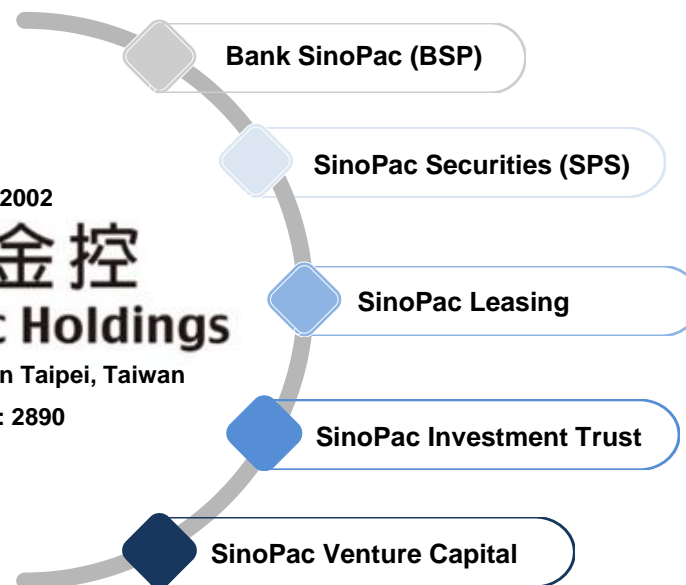 2002
金控
Holdings
Taipei, Taiwan
: 2890
Bank SinoPac (BSP)
SinoPac Securities (SPS)
SinoPac Leasing
SinoPac Investment Trust
SinoPac Venture Capital